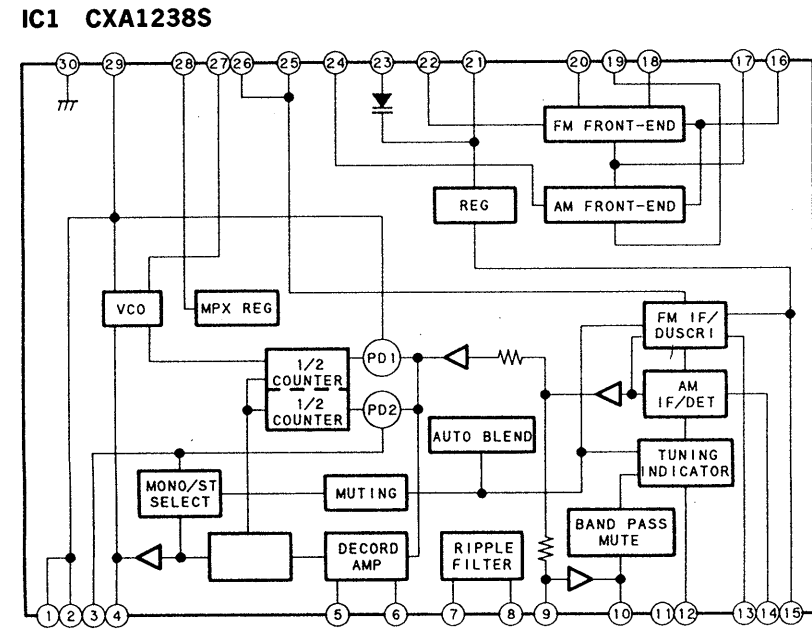 IC1 CXA1238S
30 29 28 27 26 25 24 23 22 21 20 19 18 17 16
FM FRONT-END
REG
AM FRONT-END
VCO
MPX REG
FM IF/
DUSCRI
1/2
COUNTER
PD1
1/2
COUNTER
PD2
AM
IF/DET
AUTO BLEND
TUNING
INDICATOR
MONO/ST
SELECT
MUTING
BAND PASS
MUTE
DECORD
AMP
RIPPLE
FILTER
1 2 3 4 5 6 7 8 9 10 11 12 13 14 15